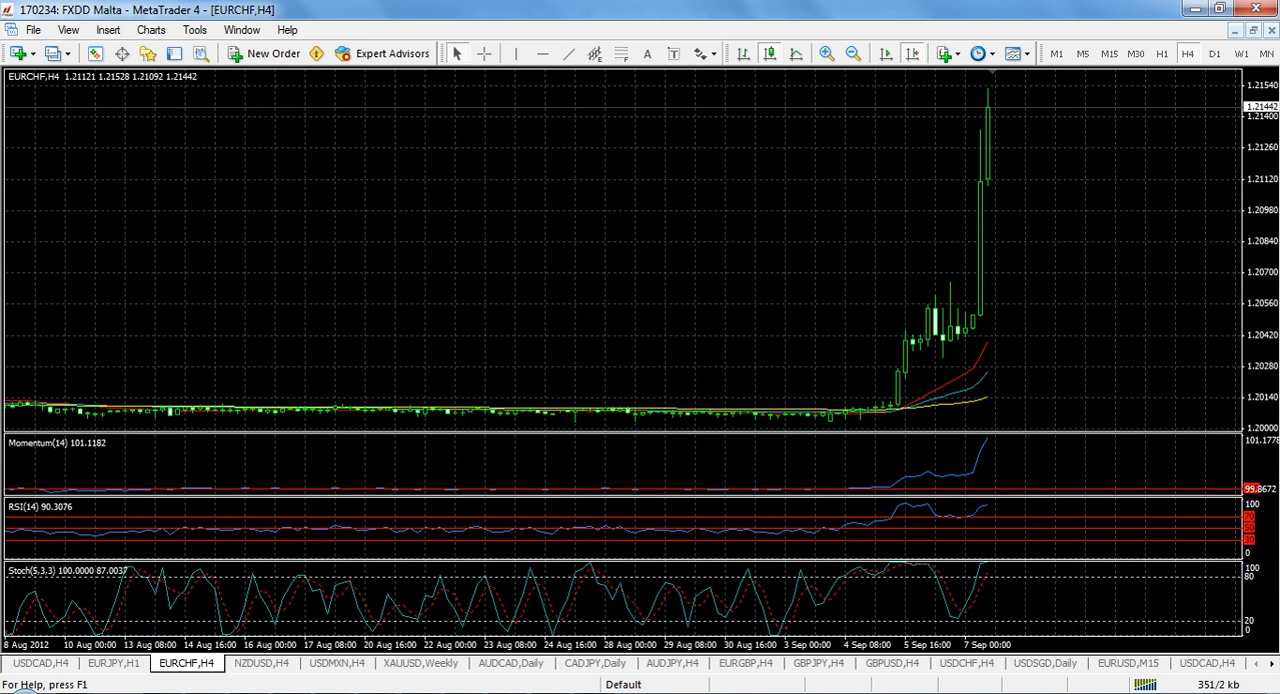 170234: FXDD Malta - MetaTrader 4 - [EURCHF,H4]
File View Insert Charts Tools Window Help
New Order Expert Advisors A T M1 M5 M15 M30 H1 H4 D1 W1 MN
EURCHF,H4 1.21121 1.21528 1.21092 1.21442
1.21540
1.21442
1.21400
1.21260
1.21120
1.20980
1.20840
1.20700
1.20560
1.20420
1.20280
1.20140
1.20000
Momentum(14) 101.1182
101.1778
99.8672
RSI(14) 90.3076
100
70
50
30
0
Stoch(5,3,3) 100.0000 87.0037
100
80
20
0
8 Aug 2012 10 Aug 00:00 13 Aug 08:00 14 Aug 16:00 16 Aug 00:00 17 Aug 08:00 20 Aug 16:00 22 Aug 00:00 23 Aug 08:00 24 Aug 16:00 28 Aug 00:00 29 Aug 08:00 30 Aug 16:00 3 Sep 00:00 4 Sep 08:00 5 Sep 16:00 7 Sep 00:00
USDCAD,H4 EURJPY,H1 EURCHF,H4 NZDUSD,H4 USDMXN,H4 XAUUSD,Weekly AUDCAD,Daily CADJPY,Daily AUDJPY,H4 EURGBP,H4 GBPJPY,H4 GBPUSD,H4 USDCHF,H4 USDSGD,Daily EURUSD,M15 USDCAD,H4
For Help, press F1 Default 351/2 kb